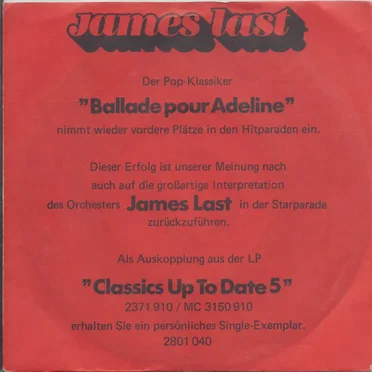 James Last
Der Pop-Klassiker
"Ballade pour Adeline"
nimmt wieder vordere Plätze in den Hitparaden ein.
Dieser Erfolg ist unserer Meinung nach
auch auf die großartige Interpretation
des Orchesters James Last in der Starparade
zurückzuführen.
Als Auskopplung aus der LP
"Classics Up To Date 5"
2371 910 / MC 3150 910
erhalten Sie ein persönliches Single-Exemplar.
2801 040